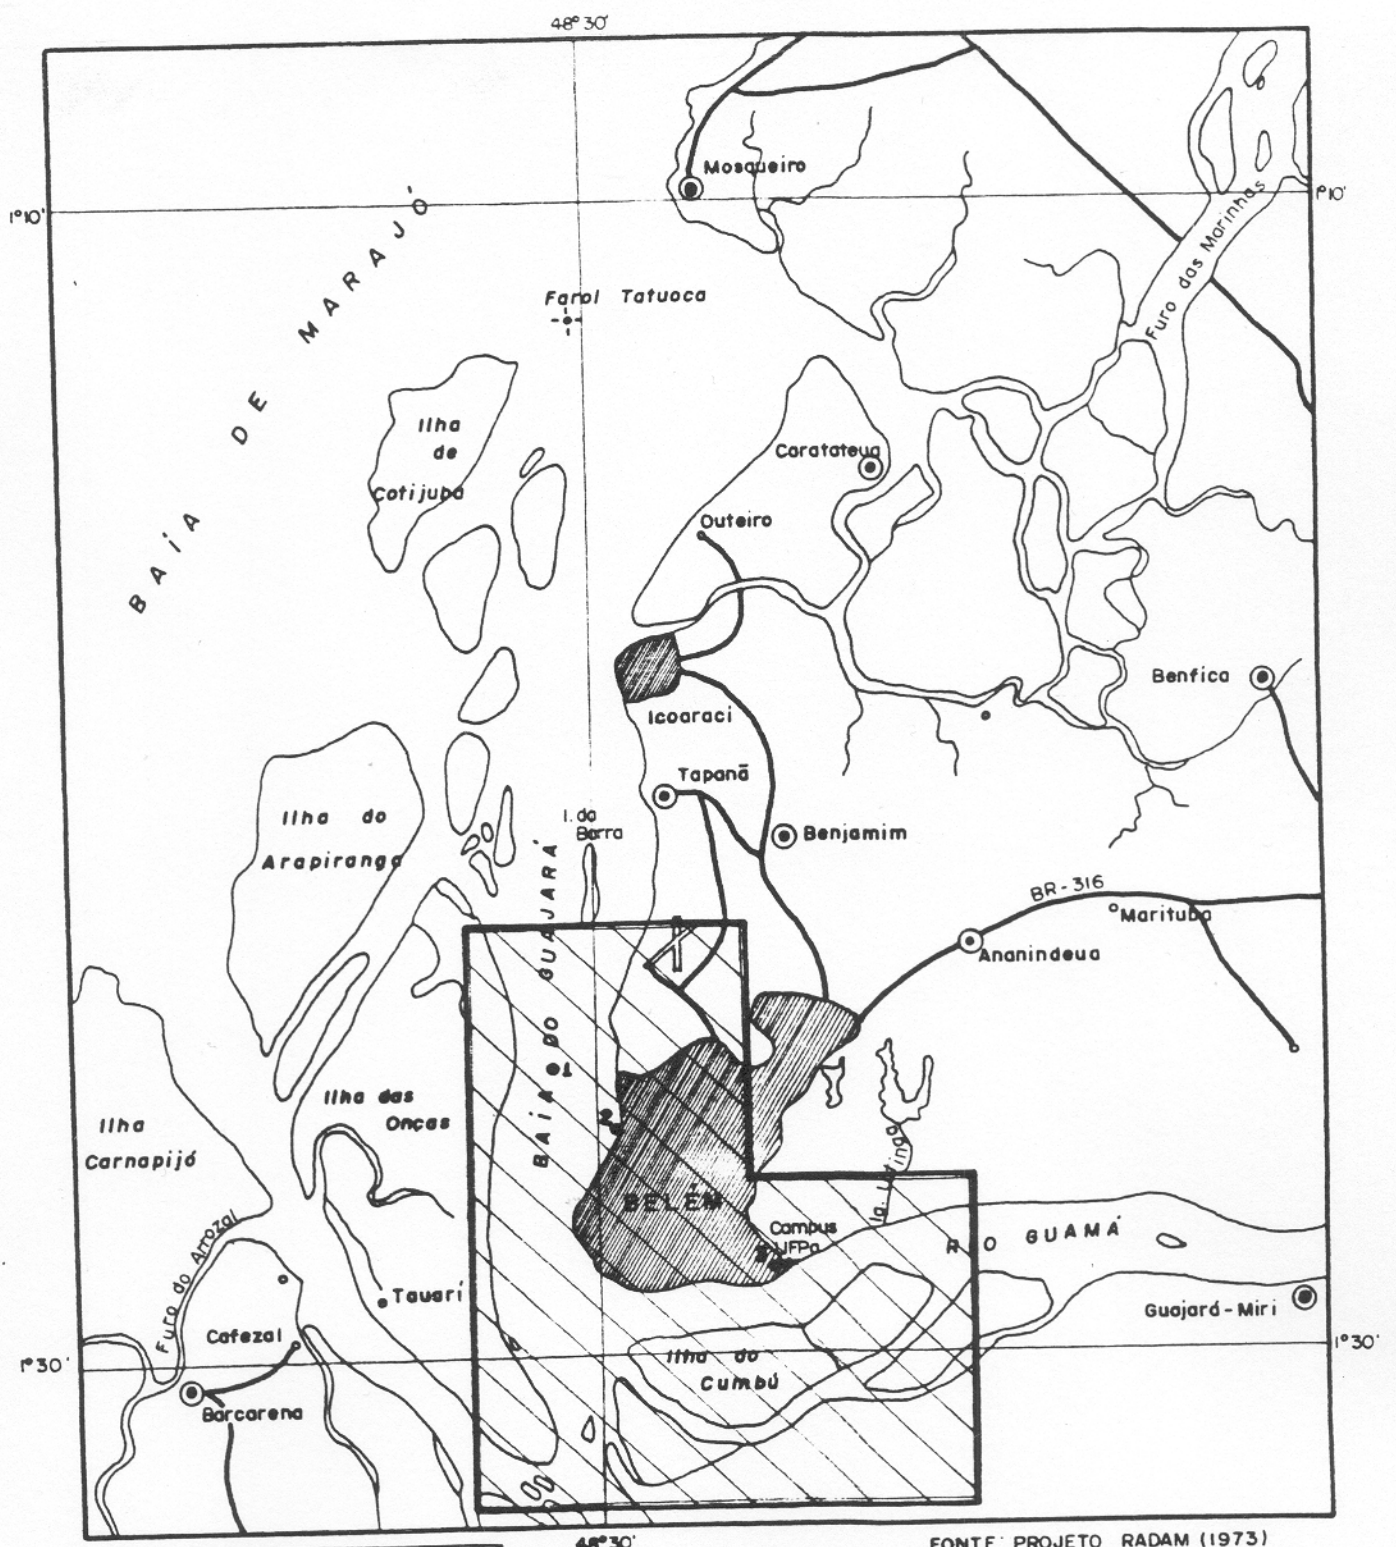 48°30'
Mosqueiro
1°10'
1°10'
BAÍA DE MARAJÓ
Furo das Marinhas
Farol Tatuoca
Ilha
de
Cotijuba
Caratateua
Outeiro
Benfica
Icoaraci
Tapanã
I. da
Barra
Benjamim
Ilha do
Arapiranga
BR-316
Marituba
Ananindeua
BAÍA DO GUAJARÁ
1
2
Ilha das
Onças
Ilha
Carnapijó
BELÉM
Campus
UFPa
3
RIO GUAMÁ
Furo do Arrozal
Tauarí
Guajará-Miri
Cafezal
Ilha do
Cumbú
1°30'
1°30'
Barcarena
48°30'
FONTE: PROJETO RADAM (1973)